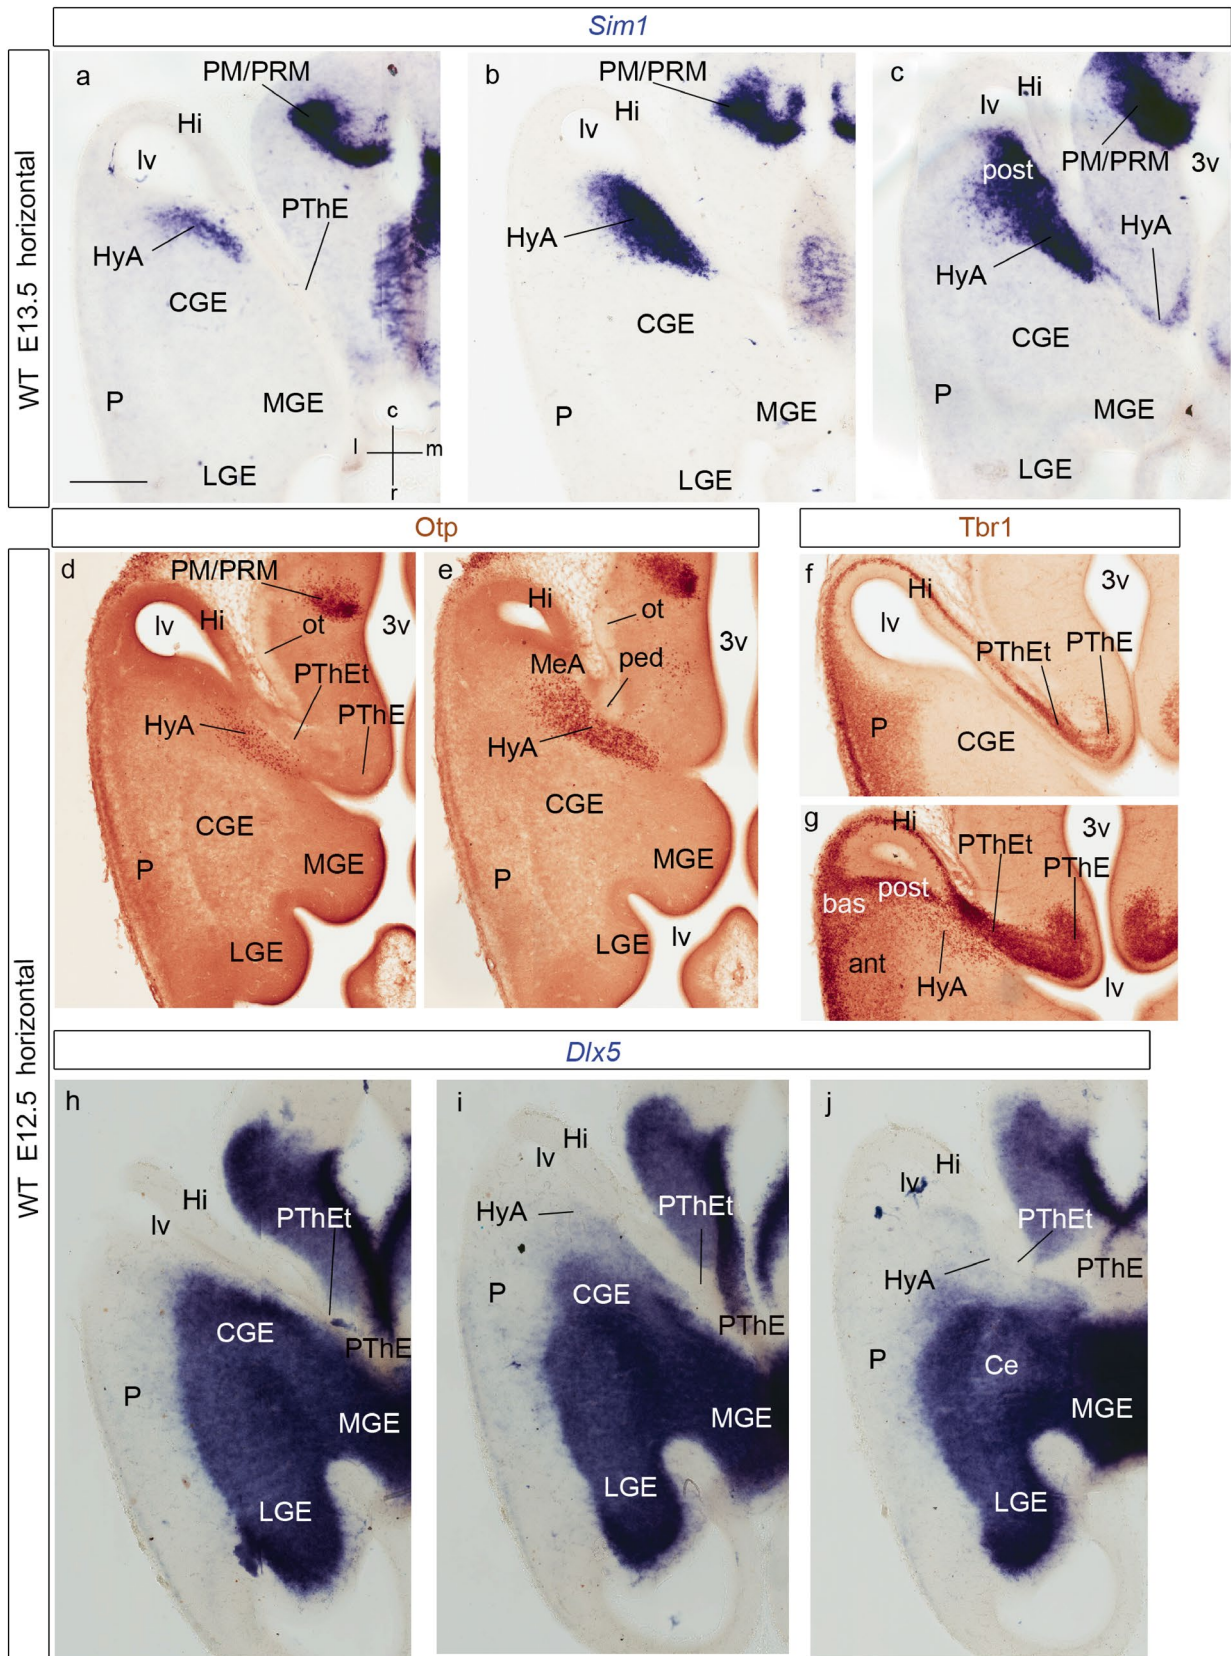 Sim1
WT E13.5 horizontal
a
PM/PRM
Hi
lv
PThE
HyA
CGE
P
MGE
LGE
c
l
m
r
b
PM/PRM
Hi
lv
HyA
CGE
P
MGE
LGE
c
Hi
lv
PM/PRM
3v
post
HyA
HyA
CGE
P
MGE
LGE
Otp
Tbr1
WT E12.5 horizontal
d
PM/PRM
Hi
lv
ot
3v
PThEt
HyA
PThE
CGE
P
MGE
LGE
e
Hi
ot
3v
MeA
ped
HyA
CGE
P
MGE
LGE
lv
f
Hi
3v
lv
PThEt
PThE
P
CGE
g
Hi
3v
PThEt
PThE
bas
post
ant
HyA
lv
Dlx5
h
Hi
lv
PThEt
CGE
PThE
P
MGE
LGE
i
Hi
lv
HyA
PThEt
P
CGE
PThE
MGE
LGE
j
Hi
lv
PThEt
HyA
PThE
P
Ce
MGE
LGE